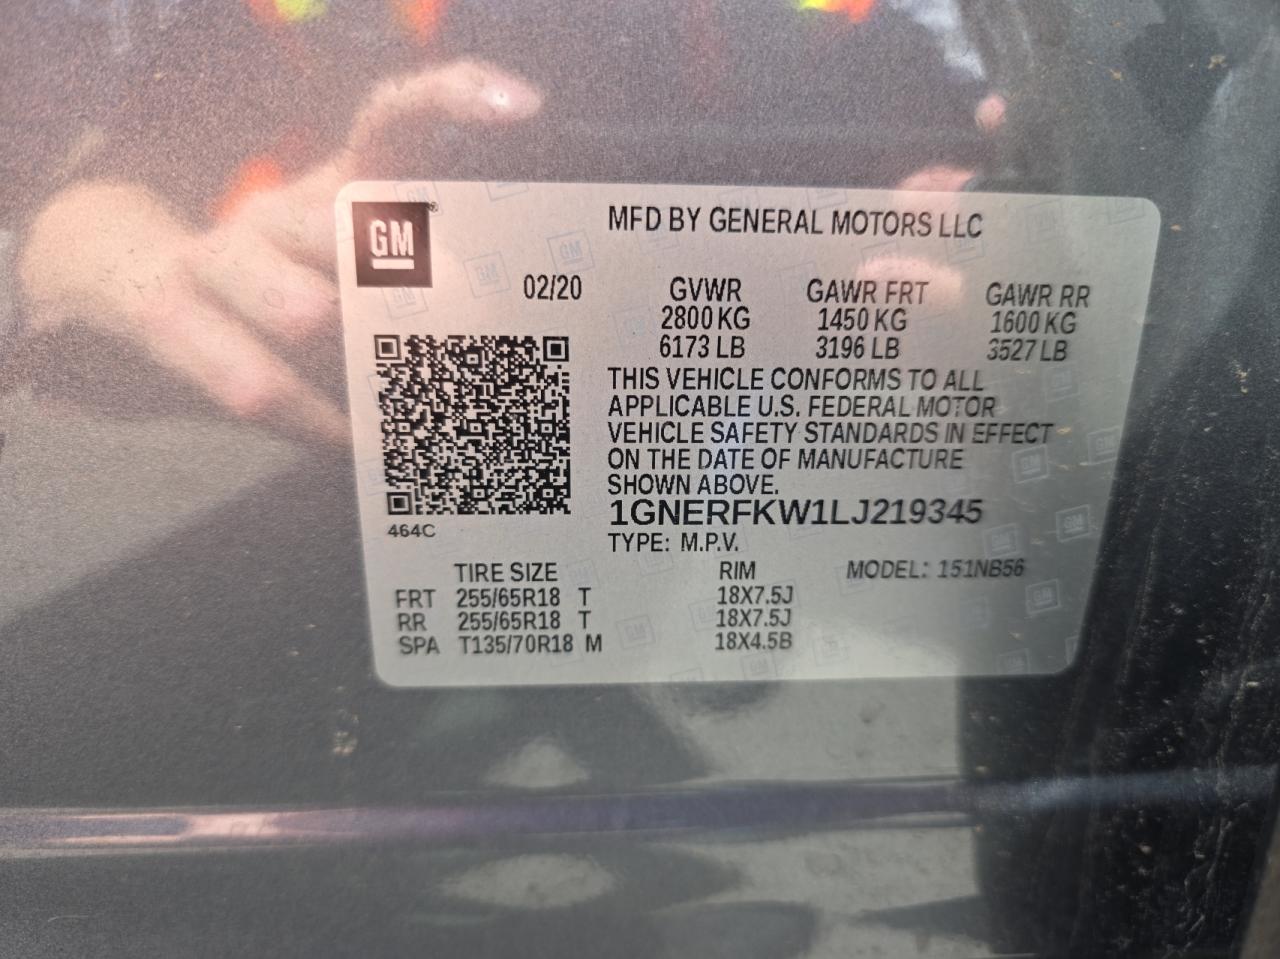 GM®
MFD BY GENERAL MOTORS LLC
02/20 GVWR GAWR FRT GAWR RR
2800 KG 1450 KG 1600 KG
6173 LB 3196 LB 3527 LB
THIS VEHICLE CONFORMS TO ALL
APPLICABLE U.S. FEDERAL MOTOR
VEHICLE SAFETY STANDARDS IN EFFECT
ON THE DATE OF MANUFACTURE
SHOWN ABOVE.
1GNERFKW1LJ219345
464C
TYPE: M.P.V.
TIRE SIZE RIM MODEL: 151NB56
FRT 255/65R18 T 18X7.5J
RR 255/65R18 T 18X7.5J
SPA T135/70R18 M 18X4.5B